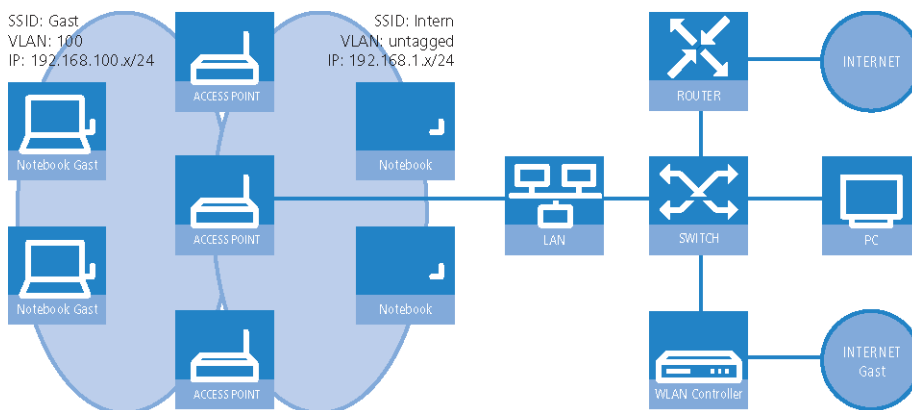 SSID: Gast
VLAN: 100
IP: 192.168.100.x/24
SSID: Intern
VLAN: untagged
IP: 192.168.1.x/24
ACCESS POINT
ROUTER
INTERNET
Notebook Gast
Notebook
ACCESS POINT
LAN
SWITCH
PC
Notebook Gast
Notebook
ACCESS POINT
WLAN Controller
INTERNET
Gast